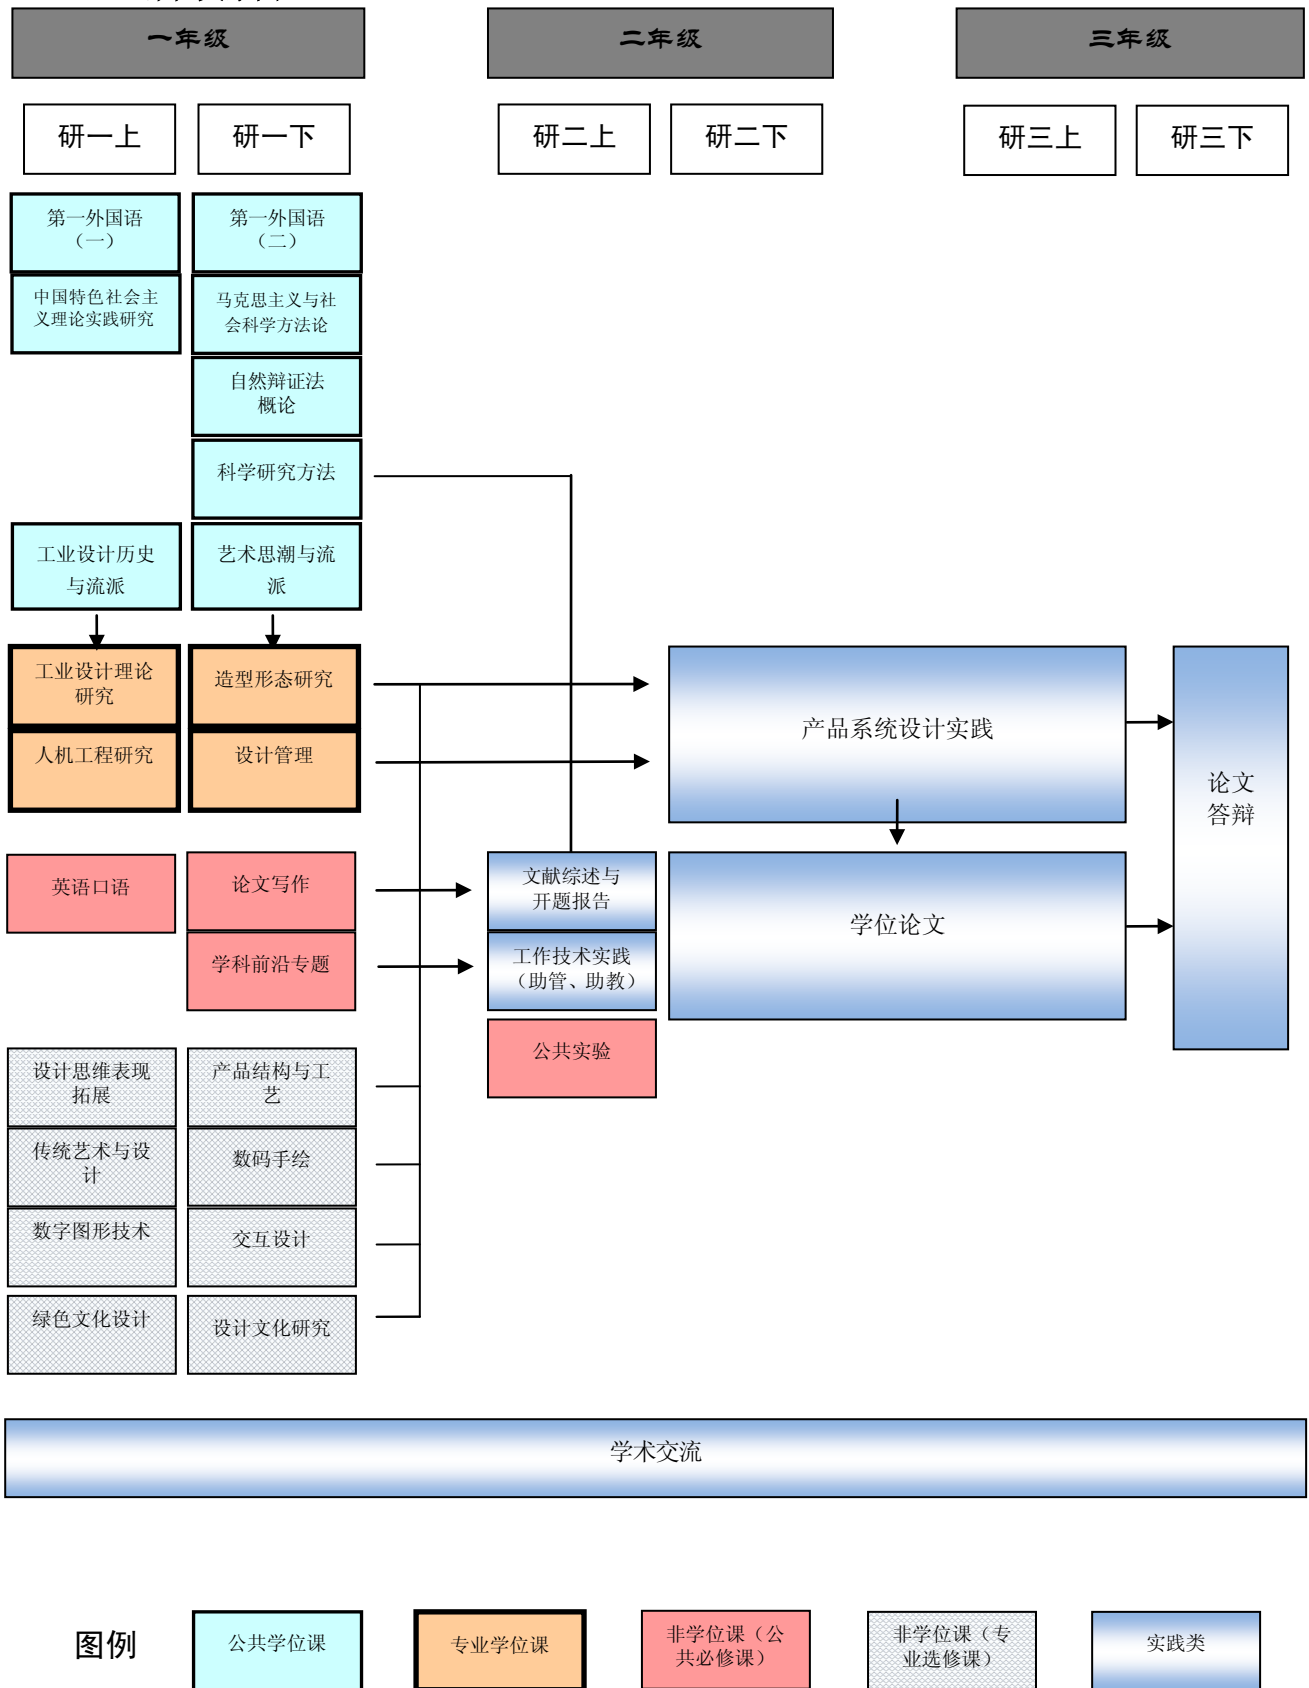 一年级
二年级
三年级
研一上
研一下
研二上
研二下
研三上
研三下
第一外国语
（一）
第一外国语
（二）
中国特色社会主
义理论实践研究
马克思主义与社
会科学方法论
自然辩证法
概论
科学研究方法
工业设计历史
与流派
艺术思潮与流
派
工业设计理论
研究
造型形态研究
人机工程研究
设计管理
产品系统设计实践
论文
答辩
英语口语
论文写作
文献综述与
开题报告
学位论文
学科前沿专题
工作技术实践
（助管、助教）
公共实验
设计思维表现
拓展
产品结构与工
艺
传统艺术与设
计
数码手绘
数字图形技术
交互设计
绿色文化设计
设计文化研究
学术交流
图例
公共学位课
专业学位课
非学位课（公
共必修课）
非学位课（专
业选修课）
实践类